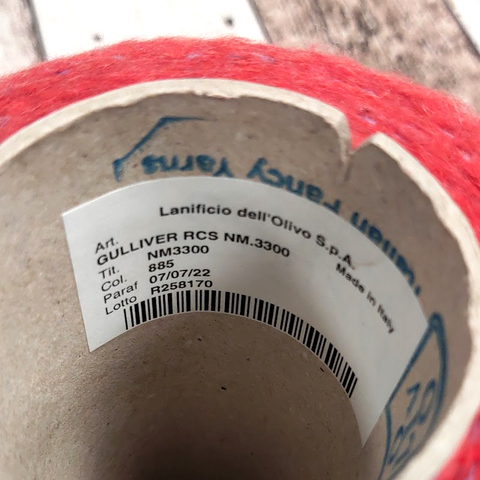 Italian Fancy Yarns
Lanificio dell'Olivo S.p.A.
Made in Italy
Art.
GULLIVER RCS NM.3300
Tit. NM3300
Col. 885
Paraf 07/07/22
Lotto R258170